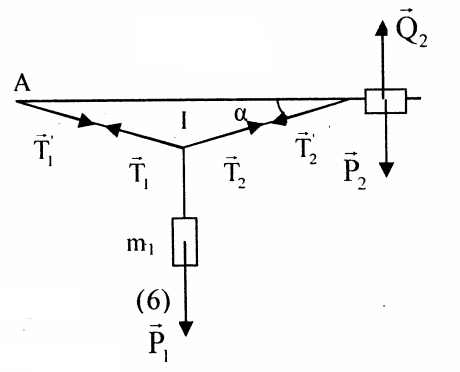 Q⃗₂
A
I
α
T⃗₁'
T⃗₁
T⃗₂
T⃗₂'
P⃗₂
m₁
(6)
P⃗₁